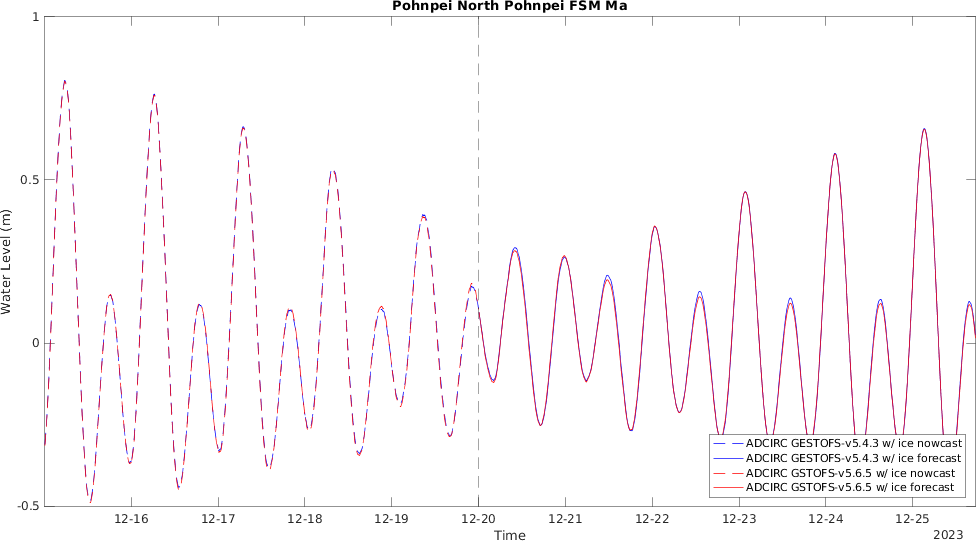 Pohnpei North Pohnpei FSM Ma
1
0.5
0
-0.5
Water Level (m)
12-16
12-17
12-18
12-19
12-20
12-21
12-22
12-23
12-24
12-25
Time
2023
ADCIRC GESTOFS-v5.4.3 w/ ice nowcast
ADCIRC GESTOFS-v5.4.3 w/ ice forecast
ADCIRC GSTOFS-v5.6.5 w/ ice nowcast
ADCIRC GSTOFS-v5.6.5 w/ ice forecast